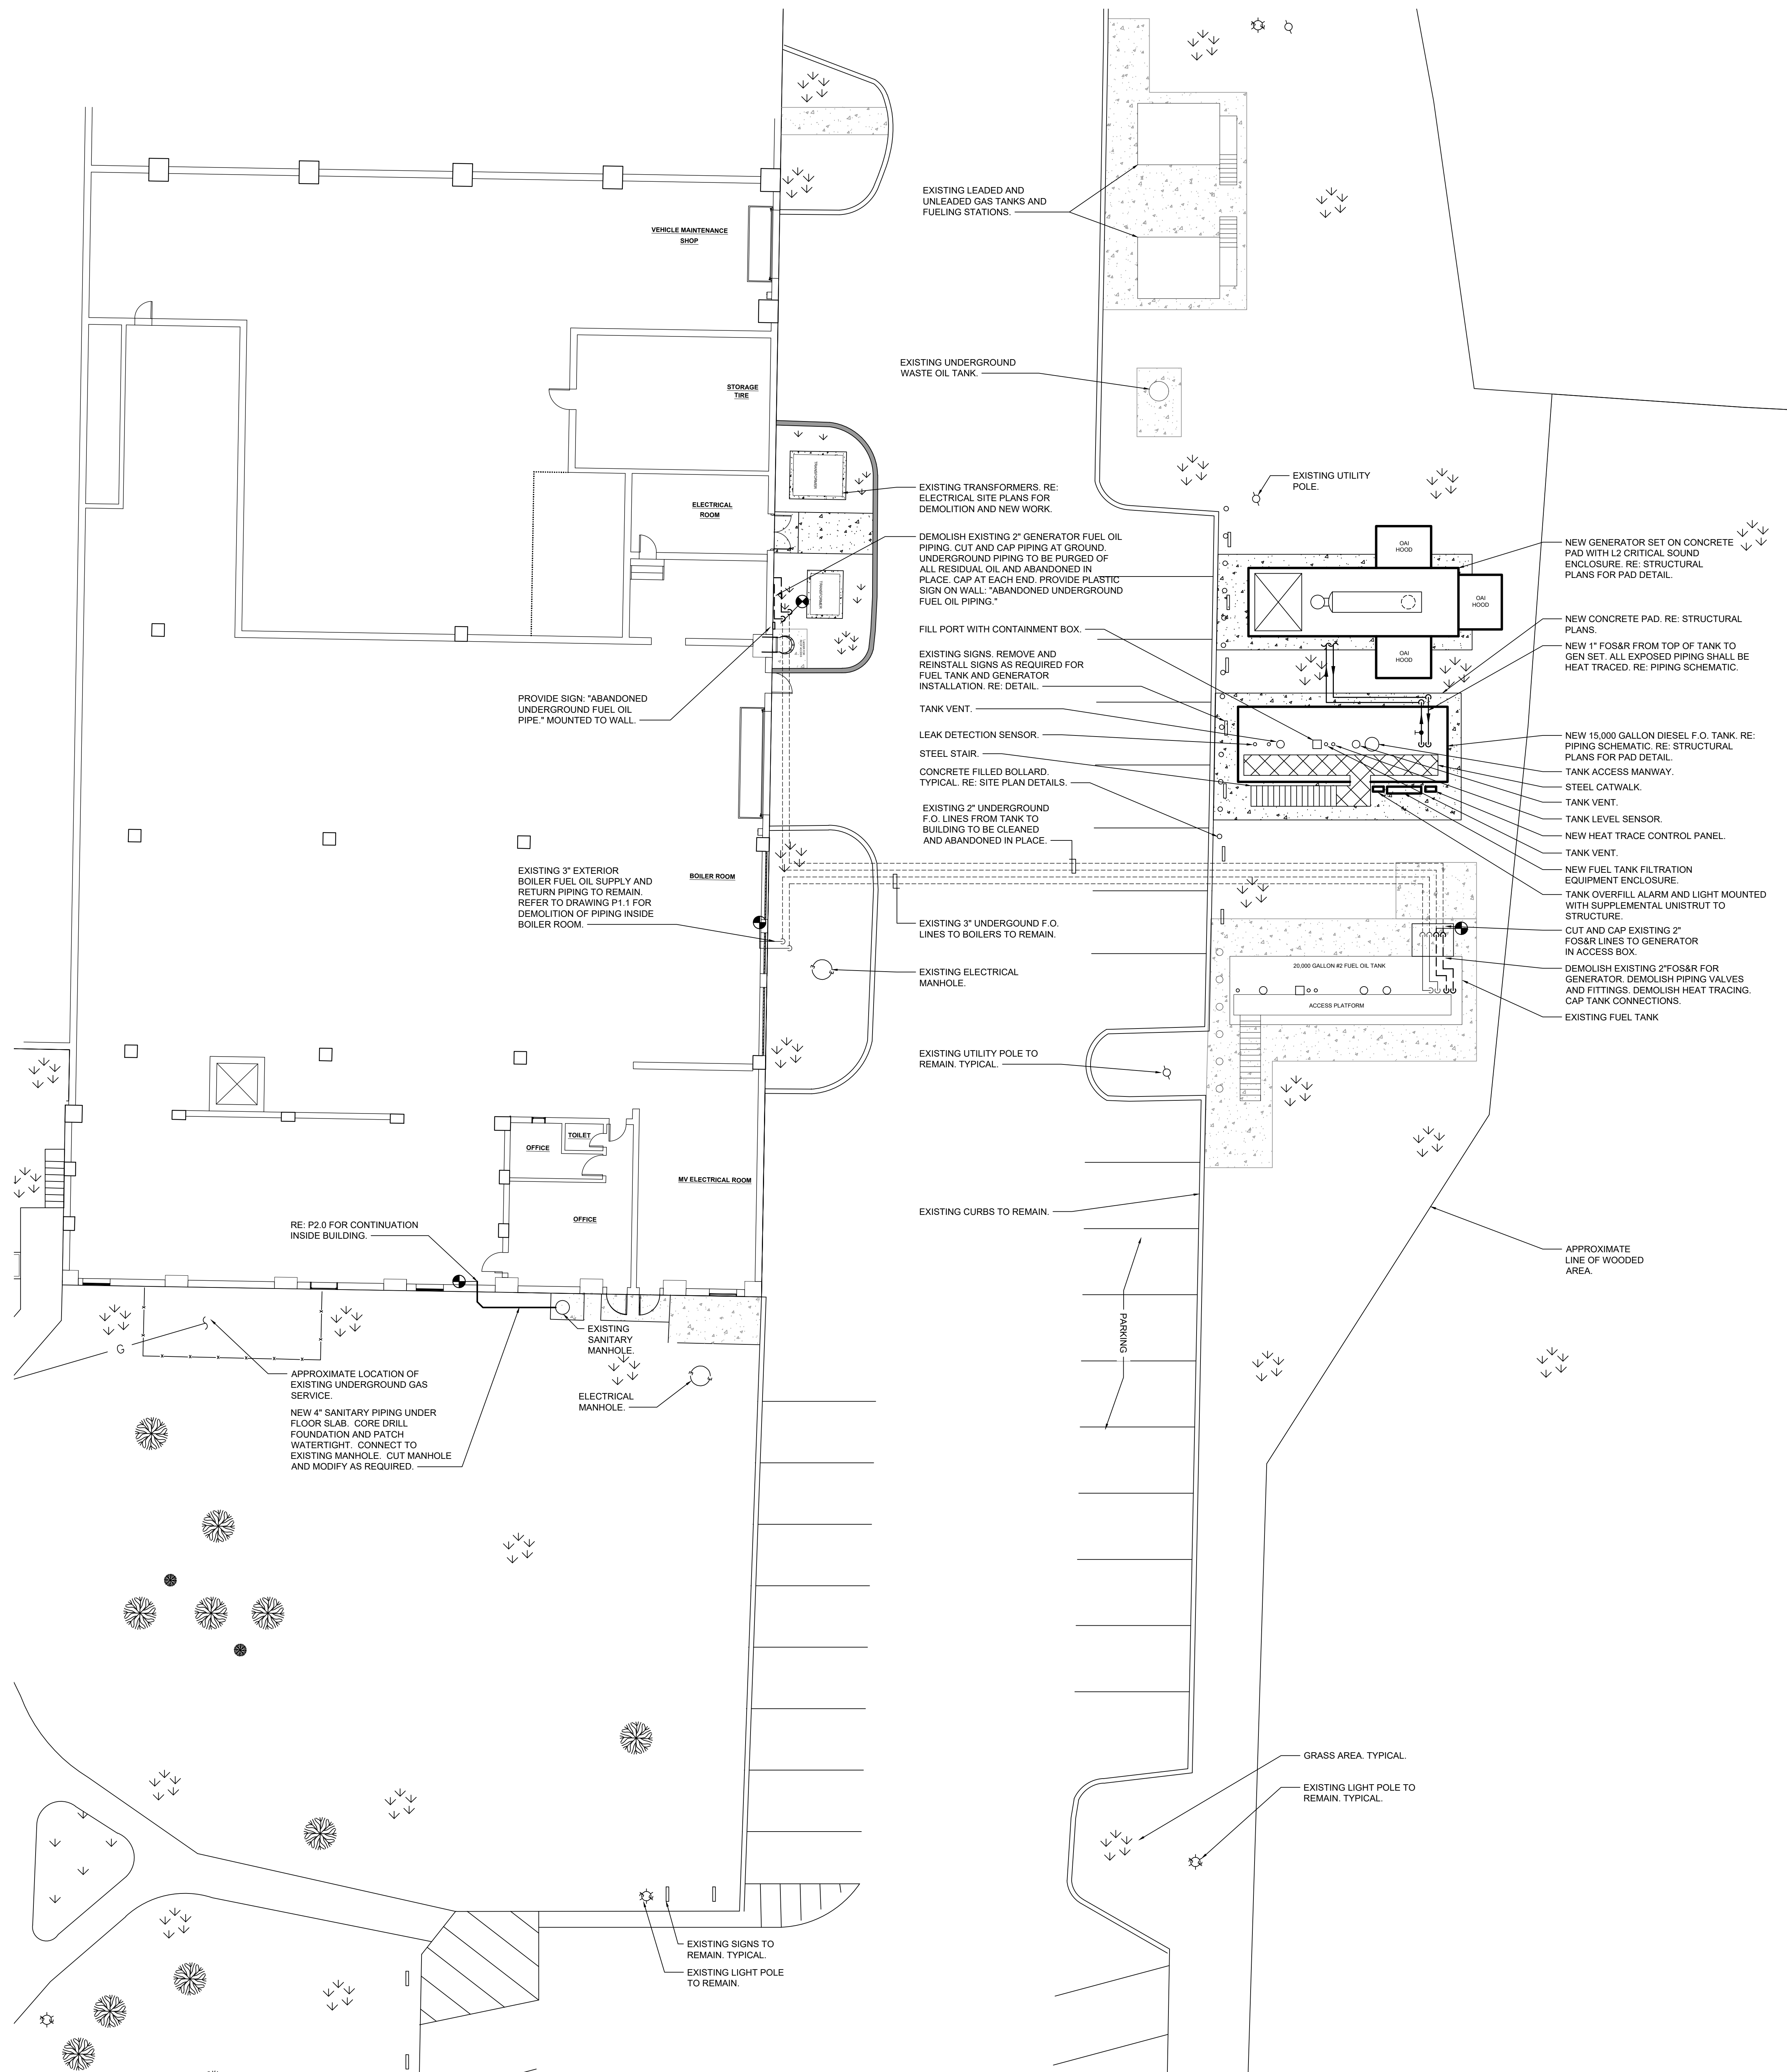 VEHICLE MAINTENANCE
SHOP
STORAGE
TIRE
ELECTRICAL
ROOM
TRANSFORMER
TRANSFORMER
PROVIDE SIGN: "ABANDONED
UNDERGROUND FUEL OIL
PIPE." MOUNTED TO WALL.
BOILER ROOM
EXISTING 3" EXTERIOR
BOILER FUEL OIL SUPPLY AND
RETURN PIPING TO REMAIN.
REFER TO DRAWING P1.1 FOR
DEMOLITION OF PIPING INSIDE
BOILER ROOM.
TOILET
OFFICE
MV ELECTRICAL ROOM
OFFICE
RE: P2.0 FOR CONTINUATION
INSIDE BUILDING.
EXISTING
SANITARY
MANHOLE.
G
APPROXIMATE LOCATION OF
EXISTING UNDERGROUND GAS
SERVICE.
NEW 4" SANITARY PIPING UNDER
FLOOR SLAB. CORE DRILL
FOUNDATION AND PATCH
WATERTIGHT. CONNECT TO
EXISTING MANHOLE. CUT MANHOLE
AND MODIFY AS REQUIRED.
ELECTRICAL
MANHOLE.
EXISTING SIGNS TO
REMAIN. TYPICAL.
EXISTING LIGHT POLE
TO REMAIN.
EXISTING LEADED AND
UNLEADED GAS TANKS AND
FUELING STATIONS.
EXISTING UNDERGROUND
WASTE OIL TANK.
EXISTING TRANSFORMERS. RE:
ELECTRICAL SITE PLANS FOR
DEMOLITION AND NEW WORK.
DEMOLISH EXISTING 2" GENERATOR FUEL OIL
PIPING. CUT AND CAP PIPING AT GROUND.
UNDERGROUND PIPING TO BE PURGED OF
ALL RESIDUAL OIL AND ABANDONED IN
PLACE. CAP AT EACH END. PROVIDE PLASTIC
SIGN ON WALL: "ABANDONED UNDERGROUND
FUEL OIL PIPING."
FILL PORT WITH CONTAINMENT BOX.
EXISTING SIGNS. REMOVE AND
REINSTALL SIGNS AS REQUIRED FOR
FUEL TANK AND GENERATOR
INSTALLATION. RE: DETAIL.
TANK VENT.
LEAK DETECTION SENSOR.
STEEL STAIR.
CONCRETE FILLED BOLLARD.
TYPICAL. RE: SITE PLAN DETAILS.
EXISTING 2" UNDERGROUND
F.O. LINES FROM TANK TO
BUILDING TO BE CLEANED
AND ABANDONED IN PLACE.
EXISTING 3" UNDERGOUND F.O.
LINES TO BOILERS TO REMAIN.
EXISTING ELECTRICAL
MANHOLE.
EXISTING UTILITY POLE TO
REMAIN. TYPICAL.
EXISTING CURBS TO REMAIN.
PARKING
EXISTING UTILITY
POLE.
OAI
HOOD
OAI
HOOD
OAI
HOOD
20,000 GALLON #2 FUEL OIL TANK
ACCESS PLATFORM
NEW GENERATOR SET ON CONCRETE
PAD WITH L2 CRITICAL SOUND
ENCLOSURE. RE: STRUCTURAL
PLANS FOR PAD DETAIL.
NEW CONCRETE PAD. RE: STRUCTURAL
PLANS.
NEW 1" FOS&R FROM TOP OF TANK TO
GEN SET. ALL EXPOSED PIPING SHALL BE
HEAT TRACED. RE: PIPING SCHEMATIC.
NEW 15,000 GALLON DIESEL F.O. TANK. RE:
PIPING SCHEMATIC. RE: STRUCTURAL
PLANS FOR PAD DETAIL.
TANK ACCESS MANWAY.
STEEL CATWALK.
TANK VENT.
TANK LEVEL SENSOR.
NEW HEAT TRACE CONTROL PANEL.
TANK VENT.
NEW FUEL TANK FILTRATION
EQUIPMENT ENCLOSURE.
TANK OVERFILL ALARM AND LIGHT MOUNTED
WITH SUPPLEMENTAL UNISTRUT TO
STRUCTURE.
CUT AND CAP EXISTING 2"
FOS&R LINES TO GENERATOR
IN ACCESS BOX.
DEMOLISH EXISTING 2"FOS&R FOR
GENERATOR. DEMOLISH PIPING VALVES
AND FITTINGS. DEMOLISH HEAT TRACING.
CAP TANK CONNECTIONS.
EXISTING FUEL TANK
APPROXIMATE
LINE OF WOODED
AREA.
GRASS AREA. TYPICAL.
EXISTING LIGHT POLE TO
REMAIN. TYPICAL.